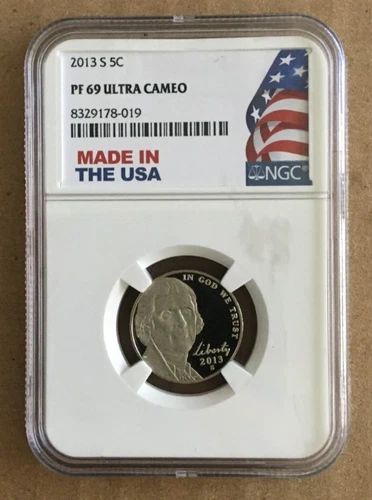 2013 S 5C
PF 69 ULTRA CAMEO
8329178-019
MADE IN
THE USA
NGC
IN GOD WE TRUST
Liberty
2013
S